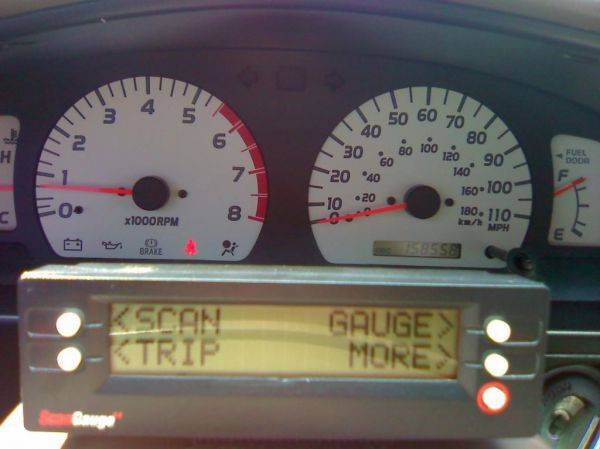 0 1 2 3 4 5 6 7 8
x1000RPM
BRAKE
H
C
0 10 20 30 40 50 60 70 80 90 100 110
MPH
20 40 60 80 100 120 140 160 180
km/h
158558
FUEL
DOOR
F
E
<SCAN GAUGE>
<TRIP MORE>
ScanGauge II